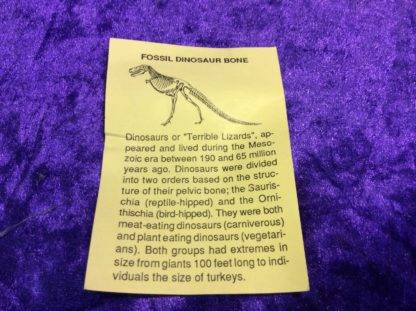 FOSSIL DINOSAUR BONE
Dinosaurs or "Terrible Lizards", ap-
peared and lived during the Meso-
zoic era between 190 and 65 million
years ago. Dinosaurs were divided
into two orders based on the struc-
ture of their pelvic bone; the Sauris-
chia (reptile-hipped) and the Orni-
thischia (bird-hipped). They were both
meat-eating dinosaurs (carniverous)
and plant eating dinosaurs (vegetari-
ans). Both groups had extremes in
size from giants 100 feet long to indi-
viduals the size of turkeys.